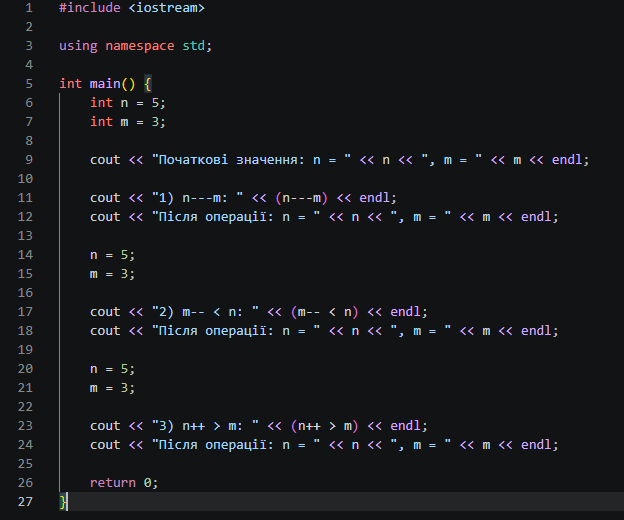 1 #include <iostream>
2
3 using namespace std;
4
5 int main() {
6     int n = 5;
7     int m = 3;
8
9     cout << "Початкові значення: n = " << n << ", m = " << m << endl;
10
11     cout << "1) n---m: " << (n---m) << endl;
12     cout << "Після операції: n = " << n << ", m = " << m << endl;
13
14     n = 5;
15     m = 3;
16
17     cout << "2) m-- < n: " << (m-- < n) << endl;
18     cout << "Після операції: n = " << n << ", m = " << m << endl;
19
20     n = 5;
21     m = 3;
22
23     cout << "3) n++ > m: " << (n++ > m) << endl;
24     cout << "Після операції: n = " << n << ", m = " << m << endl;
25
26     return 0;
27 }